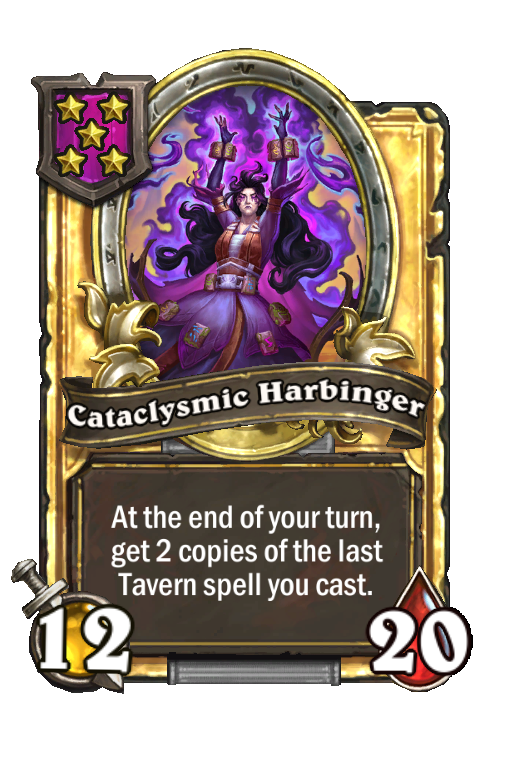 Cataclysmic Harbinger
At the end of your turn,
get 2 copies of the last
Tavern spell you cast.
12
20